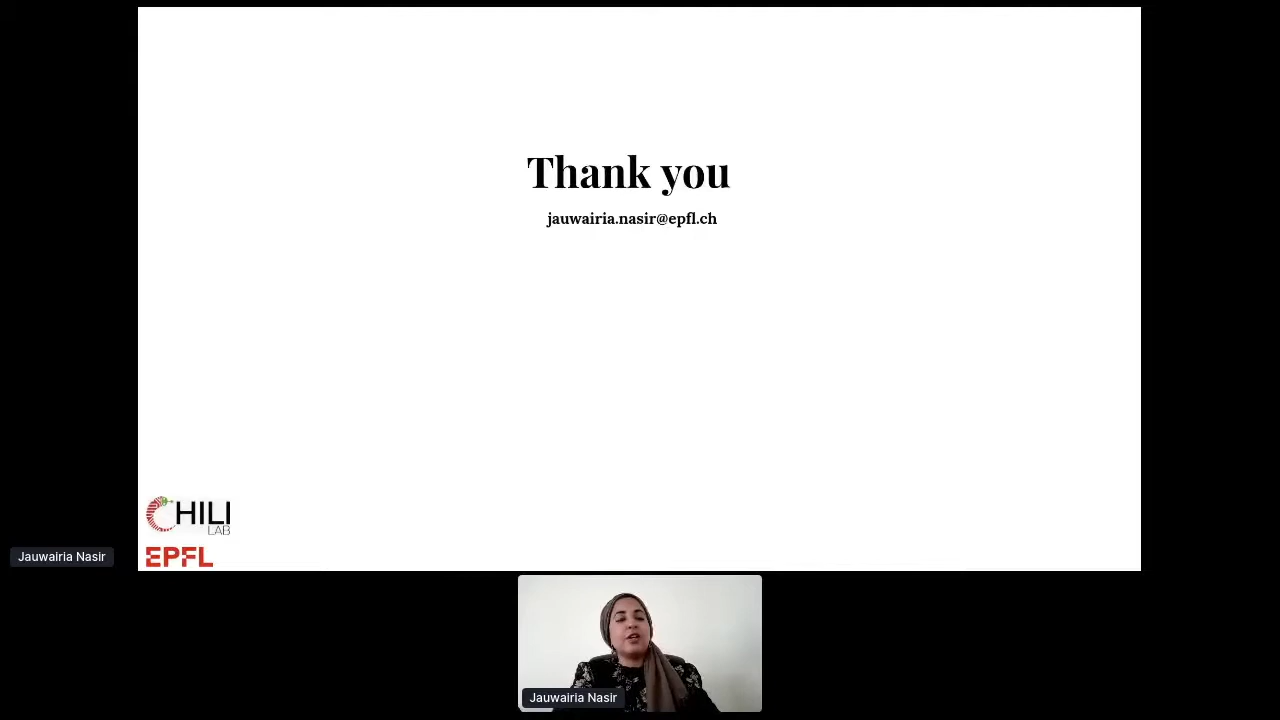 Thank you
jauwairia.nasir@epfl.ch
CHILI
LAB
EPFL
Jauwairia Nasir
Jauwairia Nasir